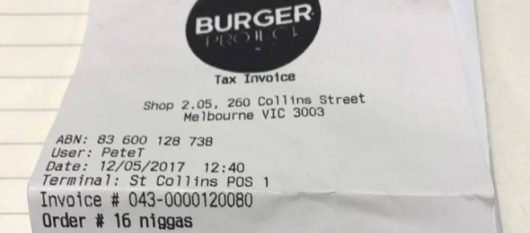 BURGER
PROJECT
Tax Invoice
Shop 2.05, 260 Collins Street
Melbourne VIC 3003
ABN: 83 600 128 738
User: PeteT
Date: 12/05/2017 12:40
Terminal: St Collins POS 1
Invoice # 043-0000120080
Order # 16 niggas